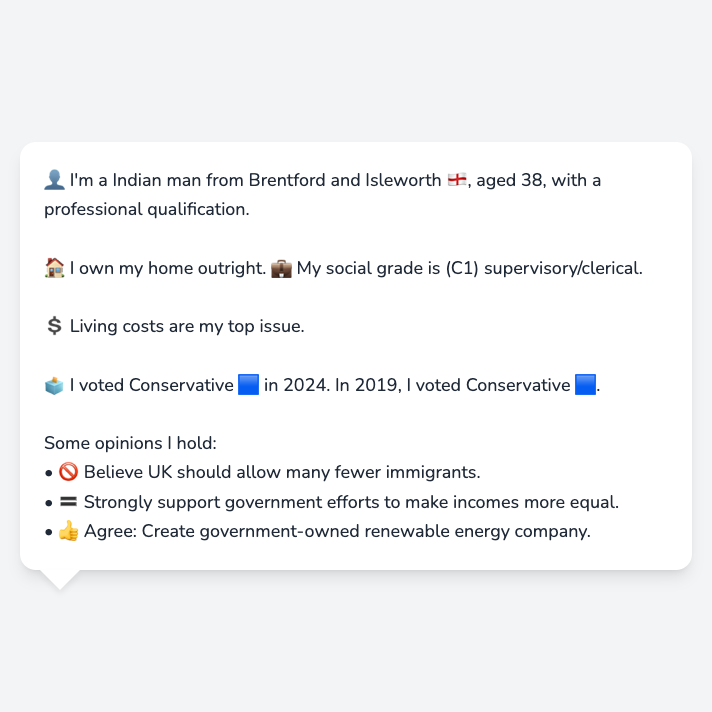 👤 I'm a Indian man from Brentford and Isleworth 🏴󠁧󠁢󠁥󠁮󠁧󠁿, aged 38, with a
professional qualification.
🏠 I own my home outright. 💼 My social grade is (C1) supervisory/clerical.
💲 Living costs are my top issue.
🗳️ I voted Conservative 🟦 in 2024. In 2019, I voted Conservative 🟦.
Some opinions I hold:
• 🚫 Believe UK should allow many fewer immigrants.
• 🟰 Strongly support government efforts to make incomes more equal.
• 👍 Agree: Create government-owned renewable energy company.